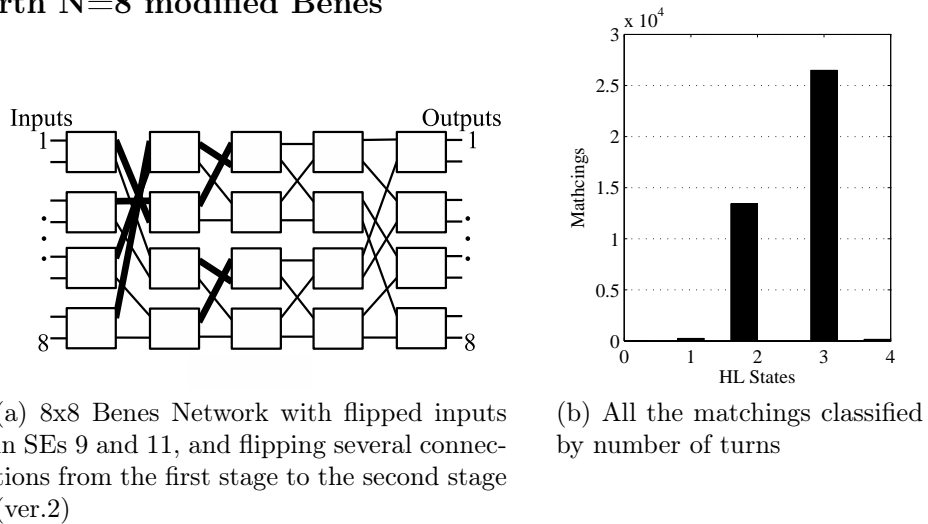 rth N=8 modified Benes
Inputs
Outputs
1
1
8
8
(a) 8x8 Benes Network with flipped inputs
n SEs 9 and 11, and flipping several connec-
tions from the first stage to the second stage
(ver.2)
x 10^4
3
2.5
2
1.5
1
0.5
0
Mathcings
0 1 2 3 4
HL States
(b) All the matchings classified
by number of turns